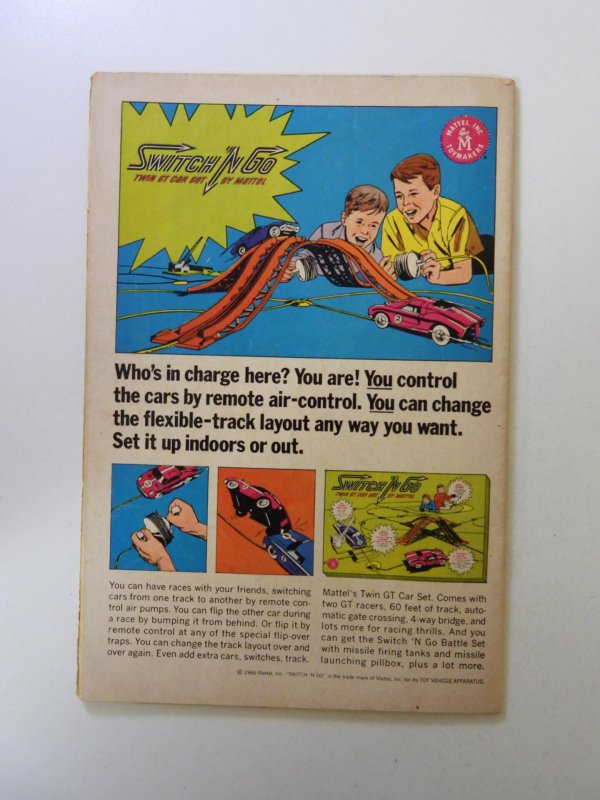 MATTEL, INC.
M
TOYMAKERS
SWITCH 'N GO
TWIN GT CAR SET BY MATTEL
2
Who's in charge here? You are! You control
the cars by remote air-control. You can change
the flexible-track layout any way you want.
Set it up indoors or out.
SWITCH 'N GO
TWIN GT CAR SET BY MATTEL
You can have races with your friends, switching
cars from one track to another by remote con-
trol air pumps. You can flip the other car during
a race by bumping it from behind. Or flip it by
remote control at any of the special flip-over
traps. You can change the track layout over and
over again. Even add extra cars, switches, track.
Mattel's Twin GT Car Set. Comes with
two GT racers, 60 feet of track, auto-
matic gate crossing, 4-way bridge, and
lots more for racing thrills. And you
can get the Switch 'N Go Battle Set
with missile firing tanks and missile
launching pillbox, plus a lot more.
© 1966 Mattel, Inc. "SWITCH 'N GO" is the trade mark of Mattel, Inc. for its TOY VEHICLE APPARATUS.